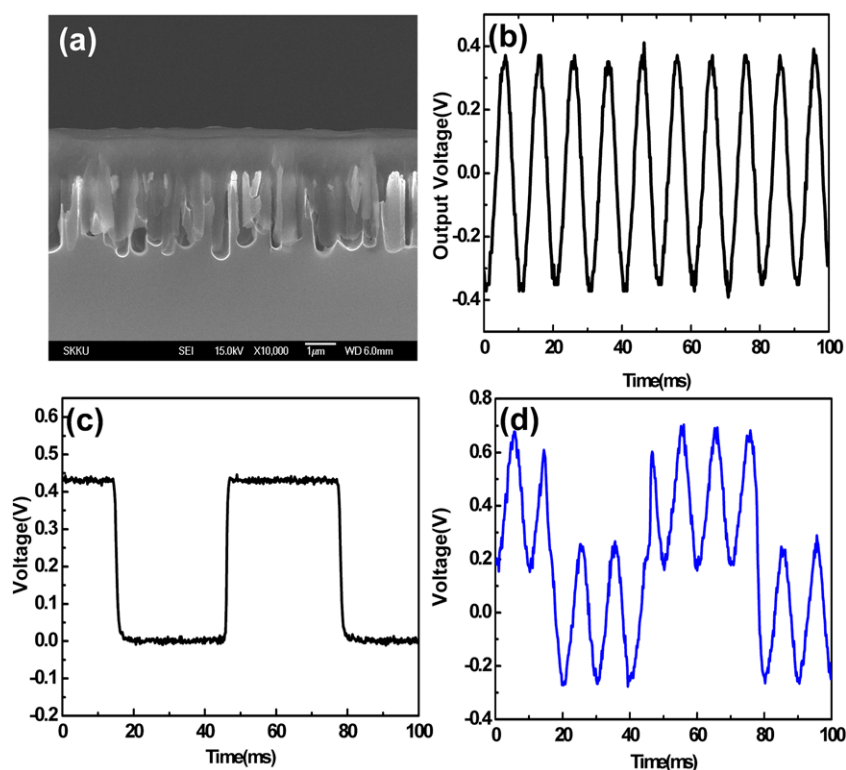 (a)
SKKU SEI 15.0kV X10,000 1μm WD 6.0mm
(b)
Output Voltage(V)
0.4
0.2
0.0
-0.2
-0.4
0 20 40 60 80 100
Time(ms)
(c)
Voltage(V)
0.6
0.5
0.4
0.3
0.2
0.1
0.0
-0.1
-0.2
0 20 40 60 80 100
Time(ms)
(d)
Voltage(V)
0.8
0.6
0.4
0.2
0.0
-0.2
-0.4
0 20 40 60 80 100
Time(ms)